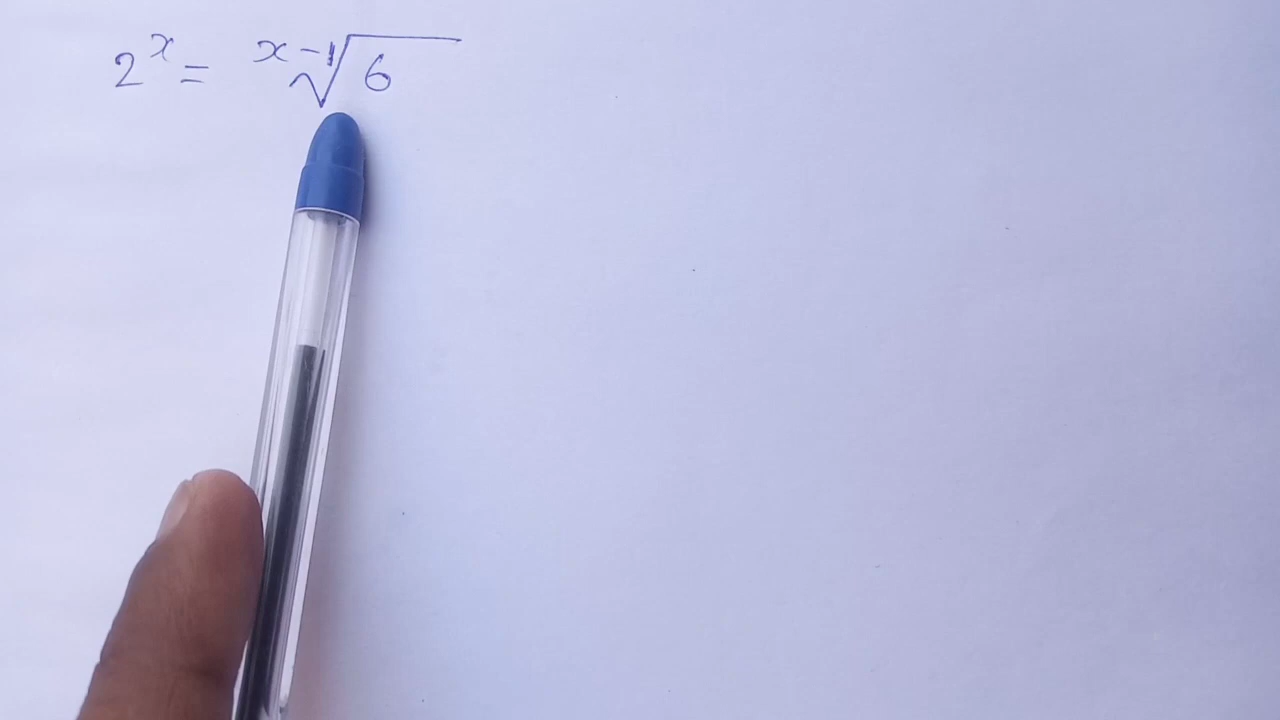 2^x = ^{x-1}√6